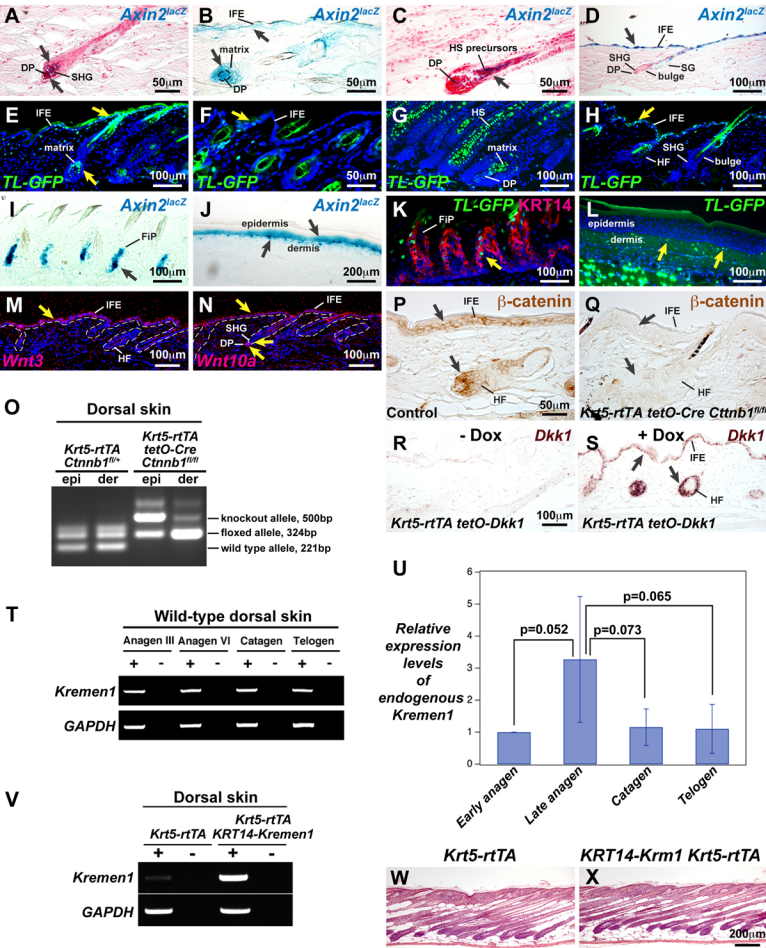 A Axin2lacZ
DP
SHG
50μm
B Axin2lacZ
IFE
matrix
DP
50μm
C Axin2lacZ
HS precursors
DP
50μm
D Axin2lacZ
IFE
SHG
DP
SG
bulge
100μm
E
IFE
matrix
TL-GFP
100μm
F
IFE
TL-GFP
50μm
G
HS
matrix
DP
TL-GFP
100μm
H
IFE
SHG
HF
bulge
TL-GFP
100μm
I Axin2lacZ
FiP
100μm
J Axin2lacZ
epidermis
dermis
200μm
K TL-GFP KRT14
FiP
100μm
L TL-GFP
epidermis
dermis
100μm
M
IFE
HF
Wnt3
100μm
N
IFE
SHG
DP
Wnt10a
100μm
P β-catenin
IFE
HF
Control
50μm
Q β-catenin
IFE
HF
Krt5-rtTA tetO-Cre Cttnb1fl/fl
R - Dox Dkk1
Krt5-rtTA tetO-Dkk1
100μm
S + Dox Dkk1
IFE
HF
Krt5-rtTA tetO-Dkk1
O
Dorsal skin
Krt5-rtTA
Ctnnb1fl/+
Krt5-rtTA
tetO-Cre
Ctnnb1fl/fl
epi der epi der
knockout allele, 500bp
floxed allele, 324bp
wild type allele, 221bp
T
Wild-type dorsal skin
Anagen III Anagen VI Catagen Telogen
+ - + - + - + -
Kremen1
GAPDH
U
Relative
expression
levels
of
endogenous
Kremen1
6
5
4
3
2
1
0
p=0.052
p=0.073
p=0.065
Early anagen
Late anagen
Catagen
Telogen
V
Dorsal skin
Krt5-rtTA
Krt5-rtTA
KRT14-Kremen1
+ - + -
Kremen1
GAPDH
Krt5-rtTA
W
KRT14-Krm1 Krt5-rtTA
X
200μm